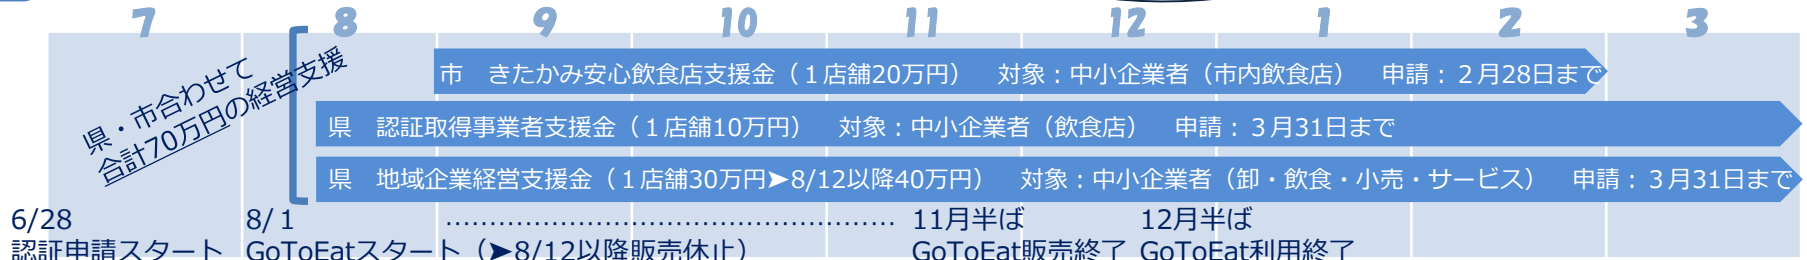 7 8 9 10 11 12 1 2 3
県・市合わせて
合計70万円の経営支援
市 きたかみ安心飲食店支援金（１店舗20万円） 対象：中小企業者（市内飲食店） 申請：２月28日まで
県 認証取得事業者支援金（１店舗10万円） 対象：中小企業者（飲食店） 申請：３月31日まで
県 地域企業経営支援金（１店舗30万円➤8/12以降40万円） 対象：中小企業者（卸・飲食・小売・サービス） 申請：３月31日まで
6/28 8/１ ………………………………………… 11月半ば 12月半ば
認証申請スタート GoToEatスタート（➤8/12以降販売休止） GoToEat販売終了 GoToEat利用終了